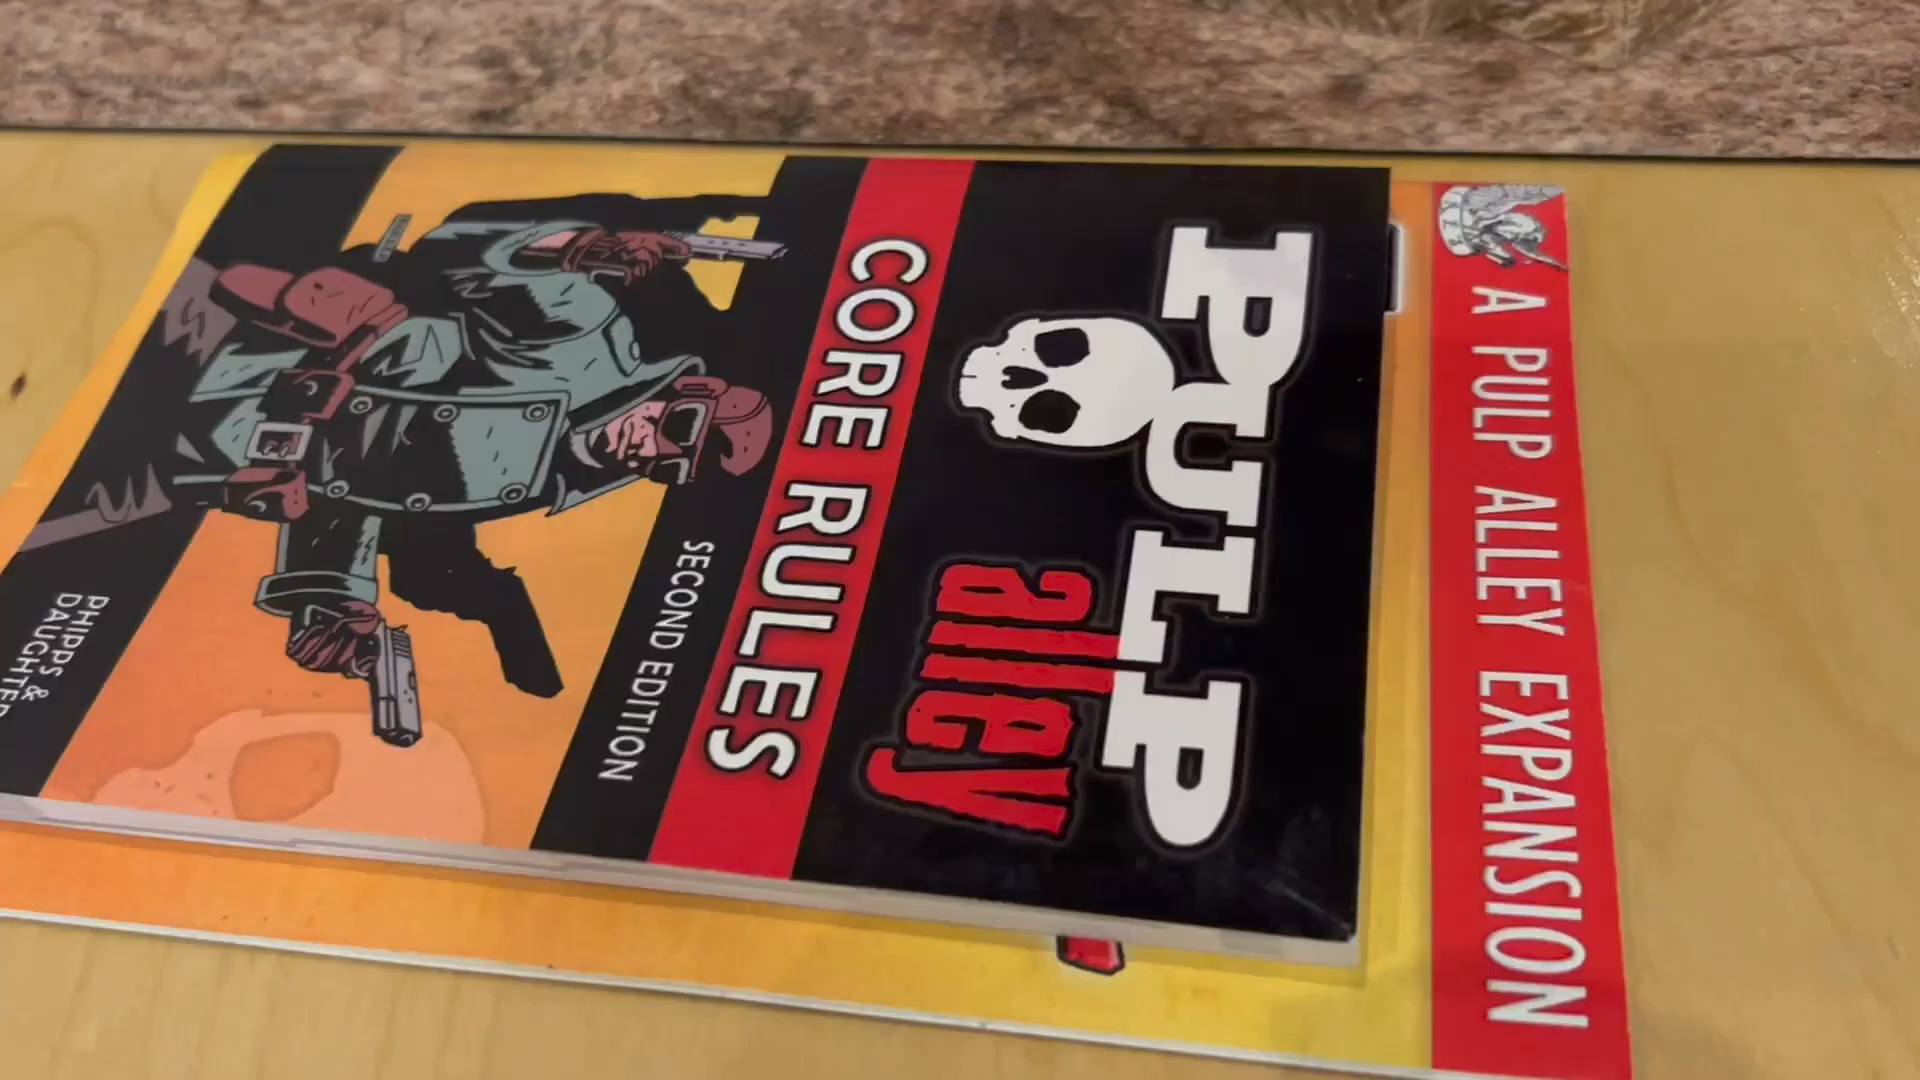 A PULP ALLEY EXPANSION
PULP
alley
CORE RULES
SECOND EDITION
PHIPPS &
DAUGHTER